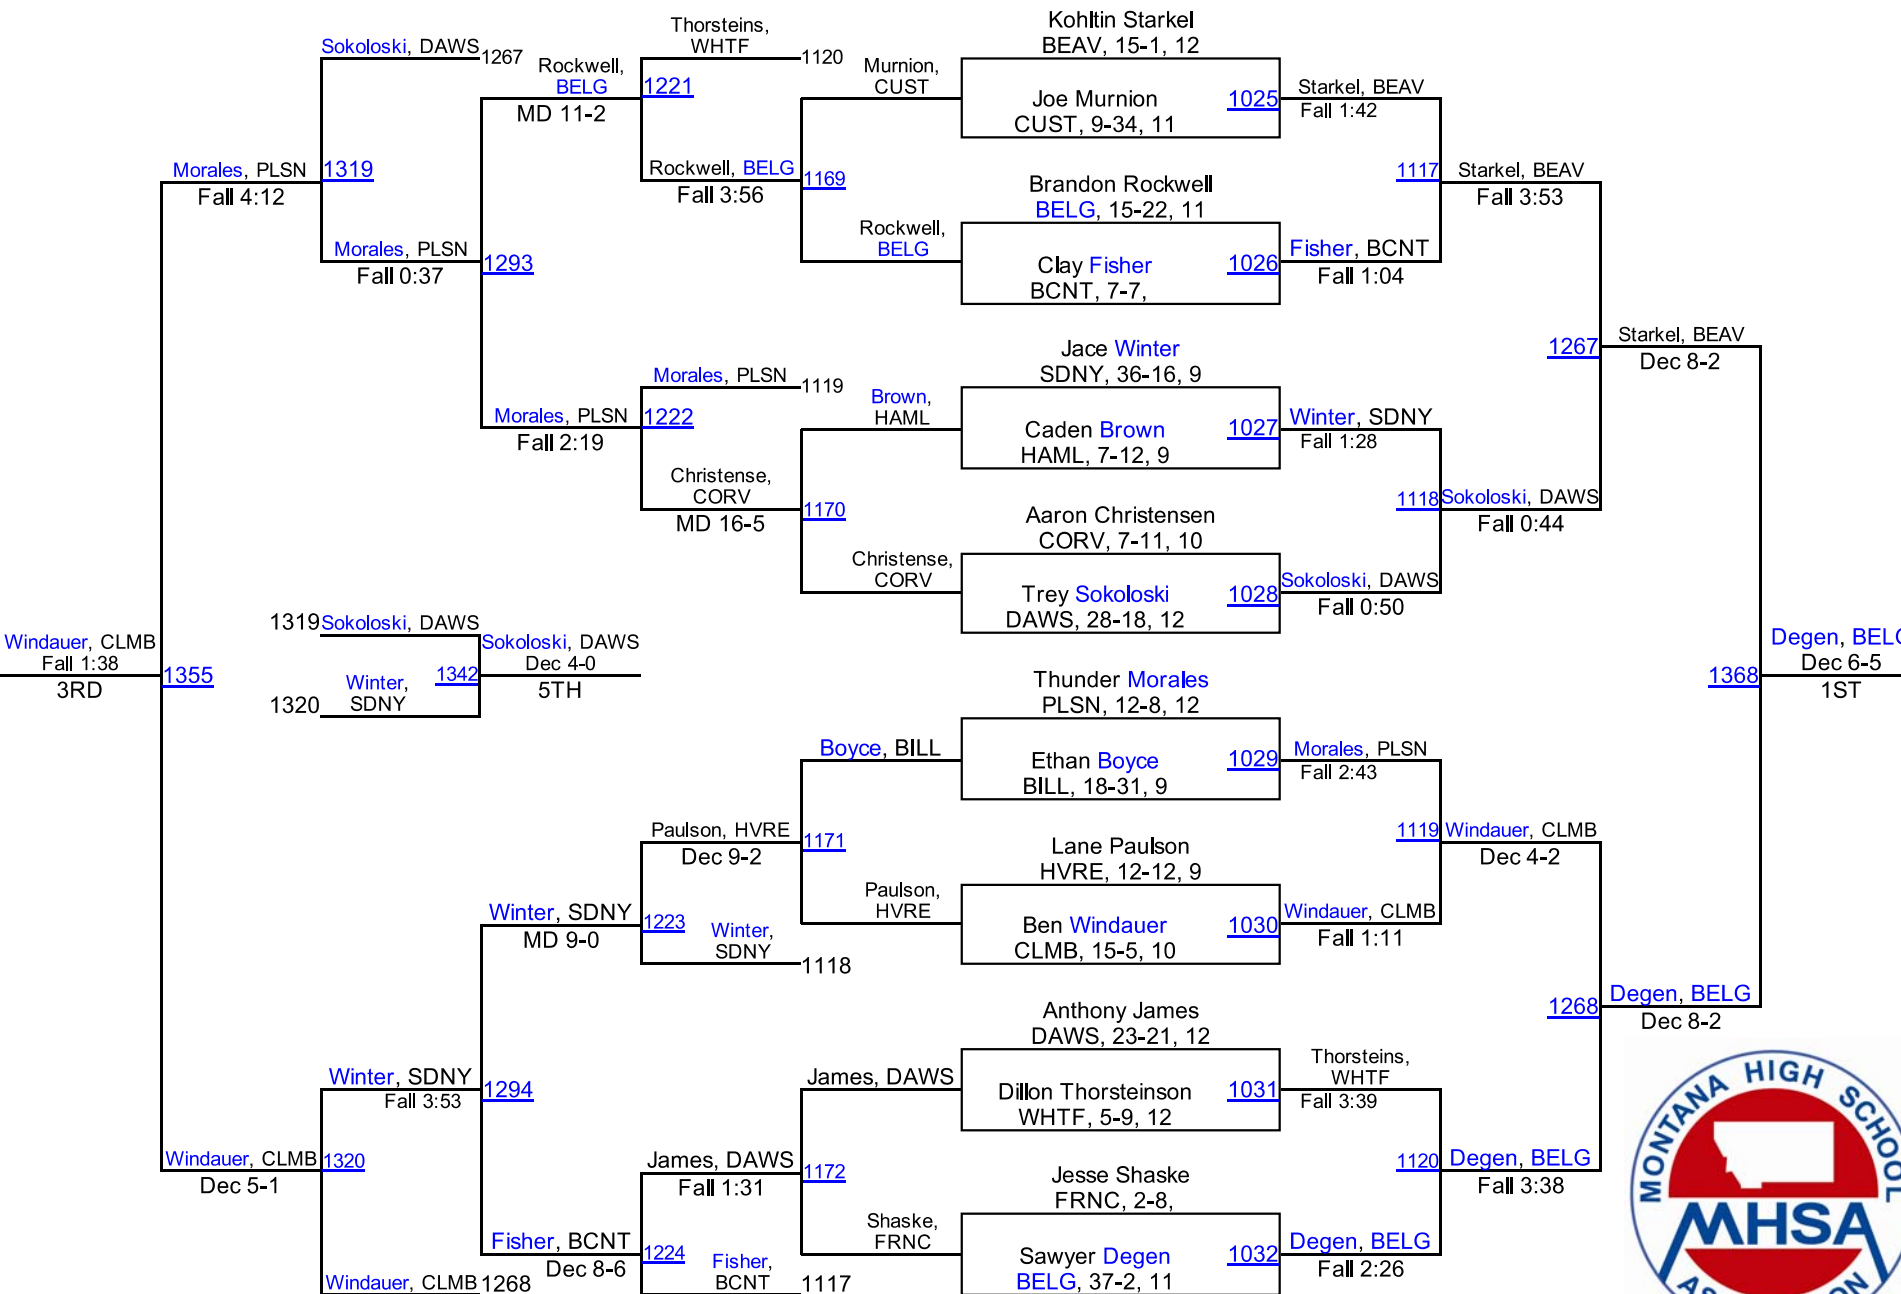 Kohltin Starkel
BEAV, 15-1, 12
Joe Murnion
CUST, 9-34, 11
1025
Brandon Rockwell
BELG, 15-22, 11
Clay Fisher
BCNT, 7-7,
1026
Jace Winter
SDNY, 36-16, 9
Caden Brown
HAML, 7-12, 9
1027
Aaron Christensen
CORV, 7-11, 10
Trey Sokoloski
DAWS, 28-18, 12
1028
Thunder Morales
PLSN, 12-8, 12
Ethan Boyce
BILL, 18-31, 9
1029
Lane Paulson
HVRE, 12-12, 9
Ben Windauer
CLMB, 15-5, 10
1030
Anthony James
DAWS, 23-21, 12
Dillon Thorsteinson
WHTF, 5-9, 12
1031
Jesse Shaske
FRNC, 2-8,
Sawyer Degen
BELG, 37-2, 11
1032
Starkel, BEAV
Fall 1:42
1117
Fisher, BCNT
Fall 1:04
Winter, SDNY
Fall 1:28
1118
Sokoloski, DAWS
Fall 0:50
Morales, PLSN
Fall 2:43
1119
Windauer, CLMB
Fall 1:11
Thorsteins,
WHTF
Fall 3:39
1120
Degen, BELG
Fall 2:26
Starkel, BEAV
Fall 3:53
1267
Sokoloski, DAWS
Fall 0:44
Windauer, CLMB
Dec 4-2
1268
Degen, BELG
Fall 3:38
Starkel, BEAV
Dec 8-2
1368
Degen, BELG
Dec 8-2
Degen, BELG
Dec 6-5
1ST
Murnion,
CUST
1169
Rockwell,
BELG
Brown,
HAML
1170
Christense,
CORV
Boyce, BILL
1171
Paulson,
HVRE
James, DAWS
1172
Shaske,
FRNC
Thorsteins,
WHTF
1120
1221
Rockwell, BELG
Fall 3:56
Morales, PLSN
1119
1222
Christense,
CORV
MD 16-5
Paulson, HVRE
Dec 9-2
1223
Winter,
SDNY
1118
James, DAWS
Fall 1:31
1224
Fisher,
BCNT
1117
Rockwell,
BELG
MD 11-2
1293
Morales, PLSN
Fall 2:19
Winter, SDNY
MD 9-0
1294
Fisher, BCNT
Dec 8-6
Sokoloski, DAWS
1267
1319
Morales, PLSN
Fall 0:37
Winter, SDNY
Fall 3:53
1320
Windauer, CLMB
1268
Morales, PLSN
Fall 4:12
1355
Windauer, CLMB
Dec 5-1
Windauer, CLMB
Fall 1:38
3RD
1319
Sokoloski, DAWS
1342
1320
Winter,
SDNY
Sokoloski, DAWS
Dec 4-0
5TH
MONTANA HIGH SCHOOL
MHSA